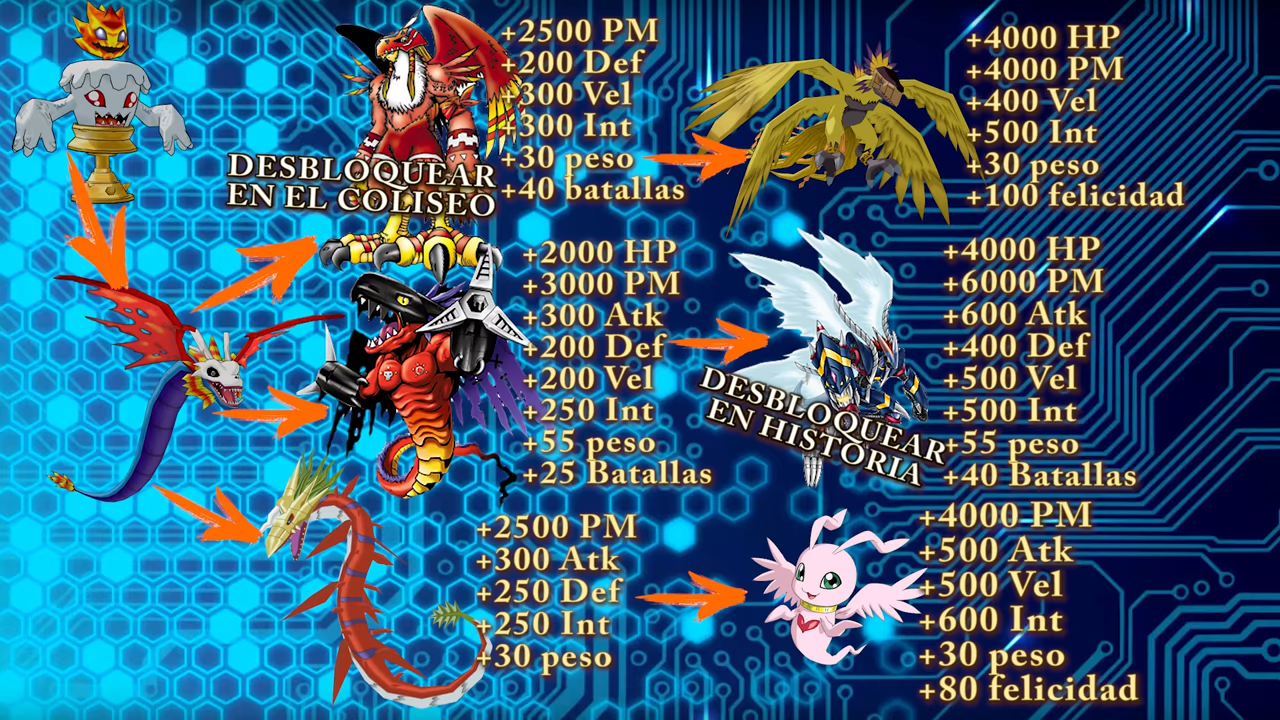 +2500 PM
+200 Def
+300 Vel
+300 Int
+30 peso
+40 batallas
DESBLOQUEAR
EN EL COLISEO
+4000 HP
+4000 PM
+400 Vel
+500 Int
+30 peso
+100 felicidad
+2000 HP
+3000 PM
+300 Atk
+200 Def
+200 Vel
+250 Int
+55 peso
+25 Batallas
+4000 HP
+6000 PM
+600 Atk
+400 Def
+500 Vel
+500 Int
+55 peso
+40 Batallas
DESBLOQUEAR
EN HISTORIA
+2500 PM
+300 Atk
+250 Def
+250 Int
+30 peso
+4000 PM
+500 Atk
+500 Vel
+600 Int
+30 peso
+80 felicidad